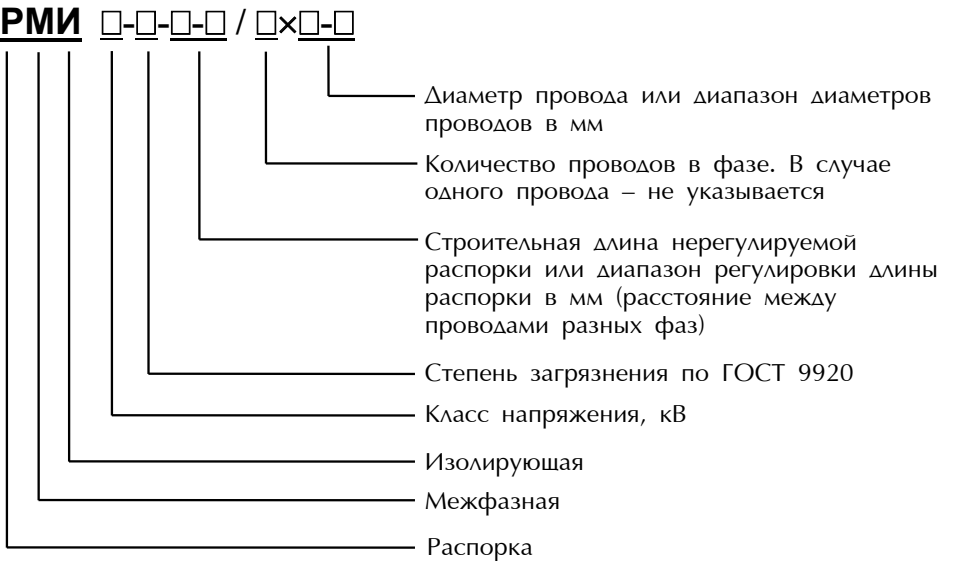 РМИ □-□-□-□ / □×□-□
Диаметр провода или диапазон диаметров
проводов в мм
Количество проводов в фазе. В случае
одного провода – не указывается
Строительная длина нерегулируемой
распорки или диапазон регулировки длины
распорки в мм (расстояние между
проводами разных фаз)
Степень загрязнения по ГОСТ 9920
Класс напряжения, кВ
Изолирующая
Межфазная
Распорка